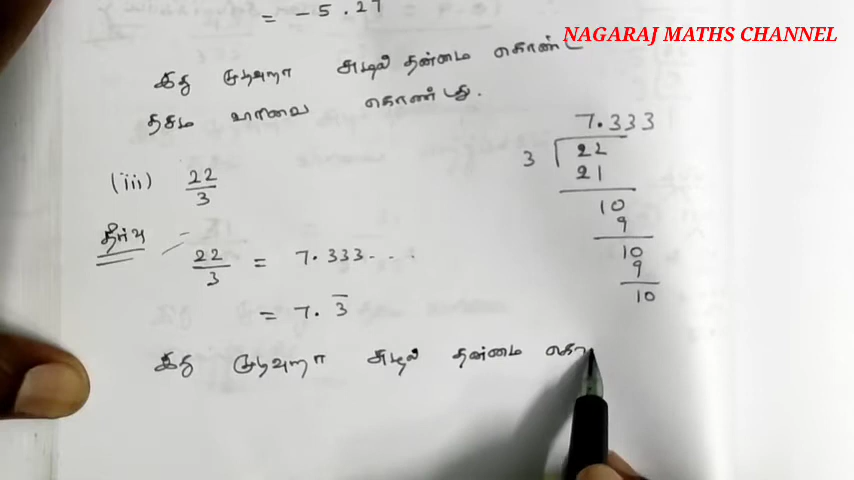 = -5.27
NAGARAJ MATHS CHANNEL
இது முடிவுறா சுழல் தன்மை கொண்ட
தசம விரிவை கொண்டது.
7.333
3 22
21
(iii) 22/3
10
9
தீர்வு
22/3 = 7.333...
10
9
10
= 7.3̅
இது முடிவுறா சுழல் தன்மை கொ